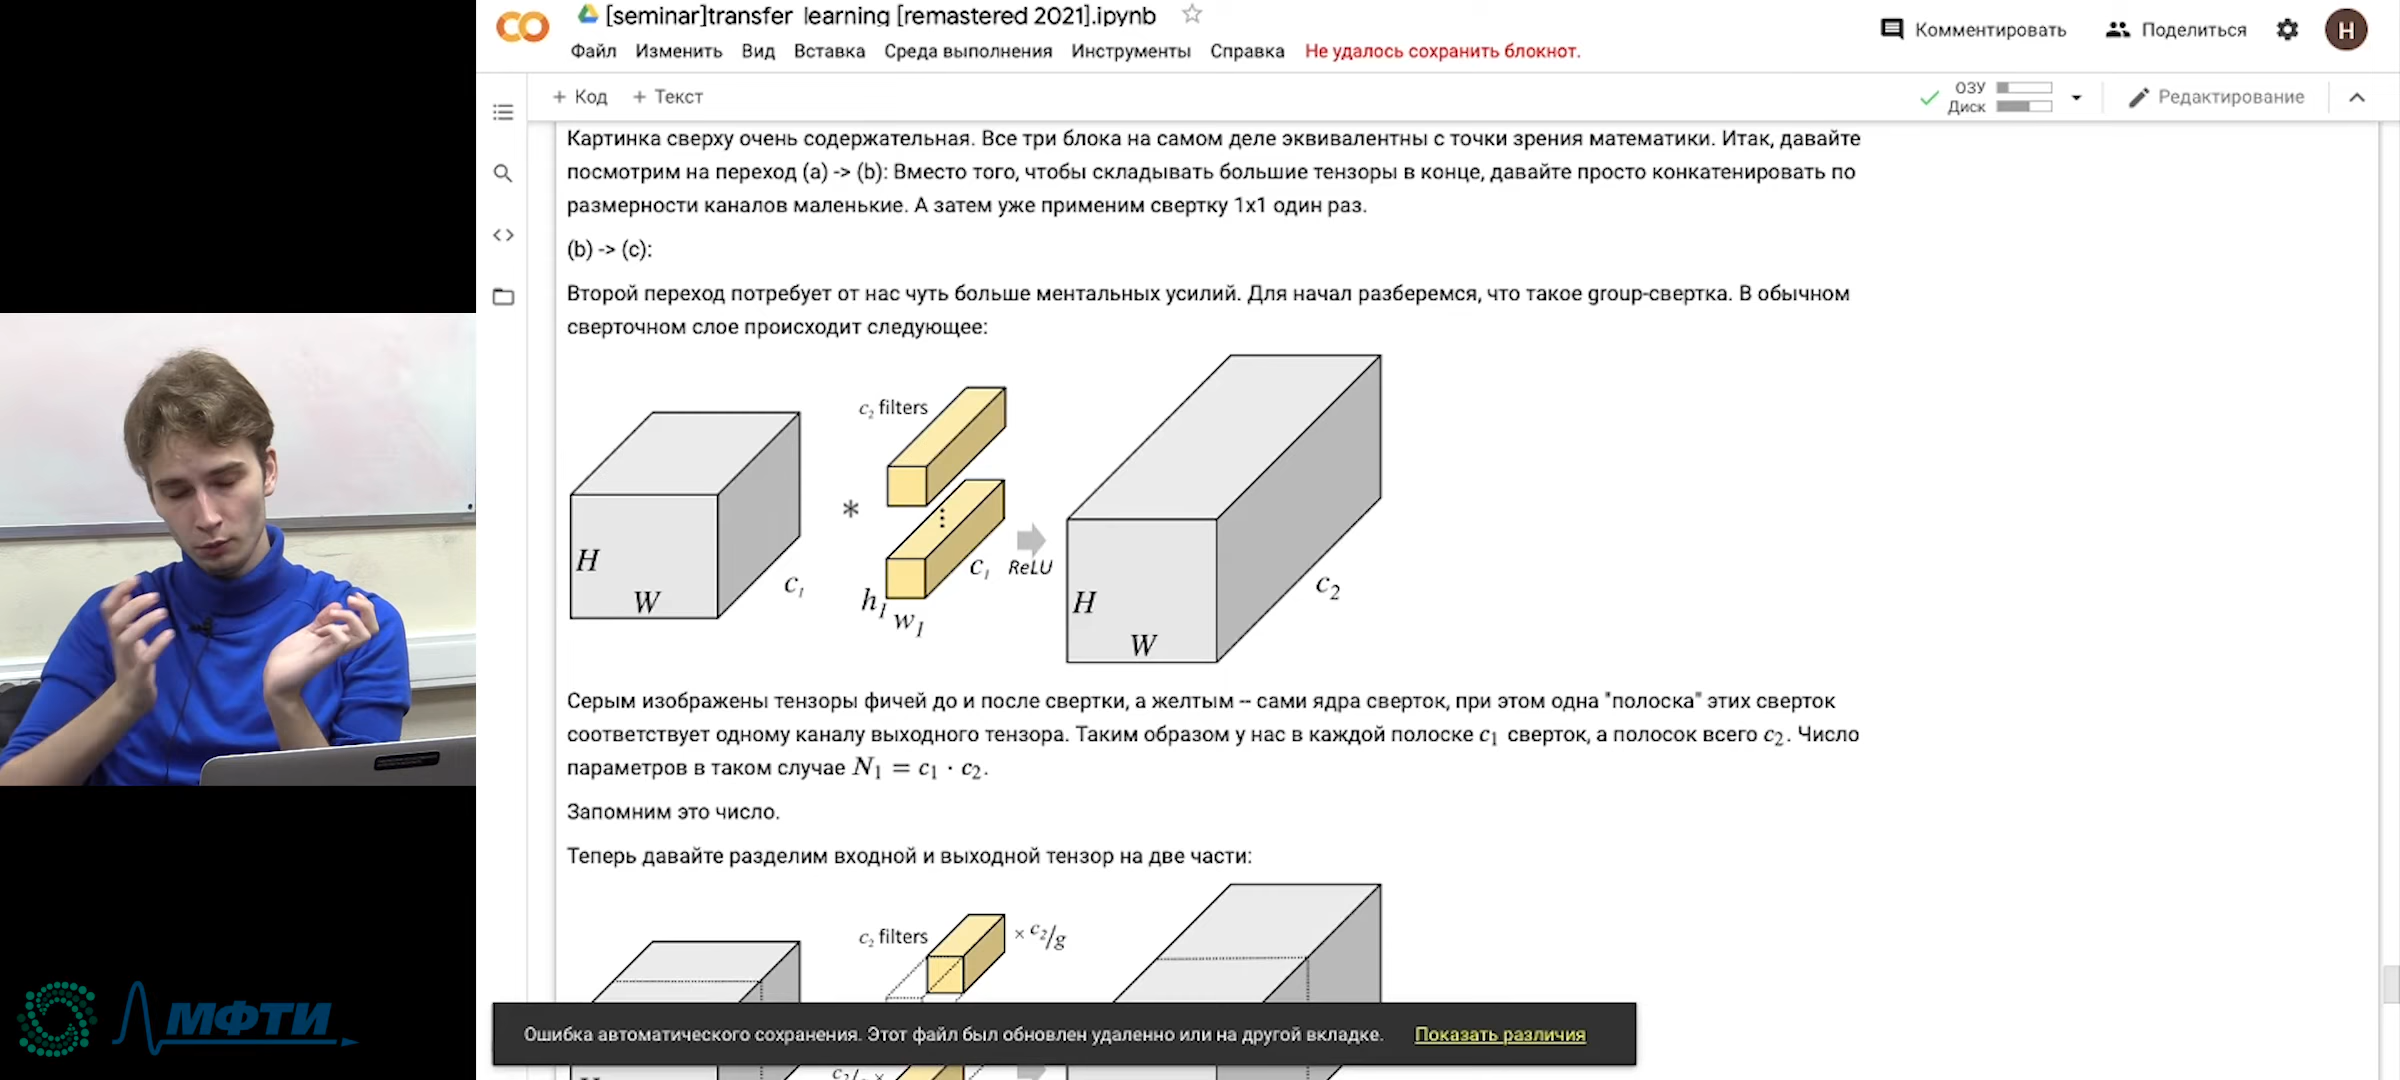 [seminar]transfer learning [remastered 2021].ipynb
Файл Изменить Вид Вставка Среда выполнения Инструменты Справка Не удалось сохранить блокнот.
Комментировать Поделиться H
+ Код + Текст
ОЗУ
Диск
Редактирование
Картинка сверху очень содержательная. Все три блока на самом деле эквивалентны с точки зрения математики. Итак, давайте
посмотрим на переход (a) -> (b): Вместо того, чтобы складывать большие тензоры в конце, давайте просто конкатенировать по
размерности каналов маленькие. А затем уже применим свертку 1x1 один раз.
(b) -> (c):
Второй переход потребует от нас чуть больше ментальных усилий. Для начал разберемся, что такое group-свертка. В обычном
сверточном слое происходит следующее:
c₂ filters
*
H
W
c₁
h₁
w₁
c₁
ReLU
H
W
c₂
Серым изображены тензоры фичей до и после свертки, а желтым -- сами ядра сверток, при этом одна "полоска" этих сверток
соответствует одному каналу выходного тензора. Таким образом у нас в каждой полоске c₁ сверток, а полосок всего c₂. Число
параметров в таком случае N₁ = c₁ · c₂.
Запомним это число.
Теперь давайте разделим входной и выходной тензор на две части:
c₂ filters
× c₂/g
Ошибка автоматического сохранения. Этот файл был обновлен удаленно или на другой вкладке. Показать различия
МФТИ